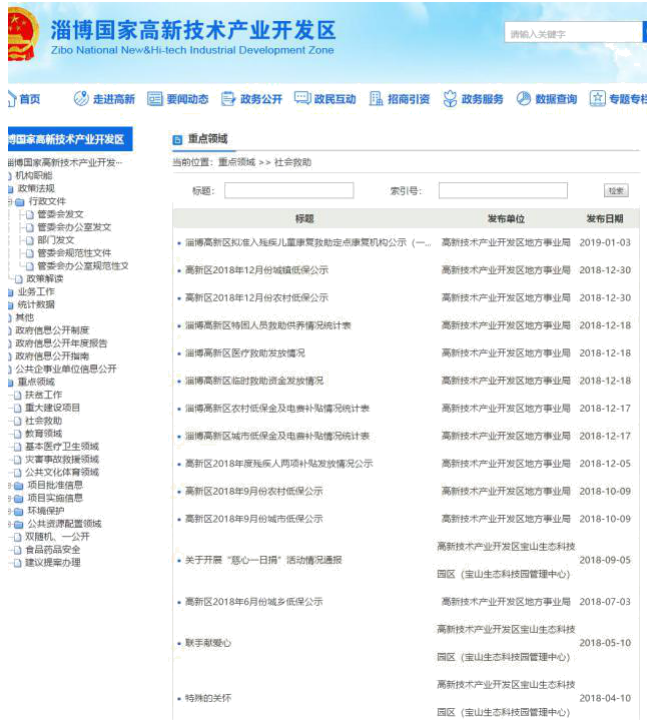 淄博国家高新技术产业开发区
Zibo National New&Hi-tech Industrial Development Zone
请输入关键字
首页 走进高新 要闻动态 政务公开 政民互动 招商引资 政务服务 数据查询 专题专栏
博国家高新技术产业开发区
淄博国家高新技术产业开发…
机构职能
政策法规
行政文件
管委会发文
管委会办公室发文
部门发文
管委会规范性文件
管委会办公室规范性文
政策解读
业务工作
统计数据
其他
政府信息公开制度
政府信息公开年度报告
政府信息公开指南
公共企事业单位信息公开
重点领域
扶贫工作
重大建设项目
社会救助
教育领域
基本医疗卫生领域
灾害事故救援领域
公共文化体育领域
项目批准信息
项目实施信息
环境保护
公共资源配置领域
双随机、一公开
食品药品安全
建议提案办理
重点领域
当前位置：重点领域 >> 社会救助
标题： 索引号： 检索
标题 发布单位 发布日期
淄博高新区拟准入残疾儿童康复救助定点康复机构公示（一... 高新技术产业开发区地方事业局 2019-01-03
高新区2018年12月份城镇低保公示 高新技术产业开发区地方事业局 2018-12-30
高新区2018年12月份农村低保公示 高新技术产业开发区地方事业局 2018-12-30
淄博高新区特困人员救助供养情况统计表 高新技术产业开发区地方事业局 2018-12-18
淄博高新区医疗救助发放情况 高新技术产业开发区地方事业局 2018-12-18
淄博高新区临时救助资金发放情况 高新技术产业开发区地方事业局 2018-12-18
淄博高新区农村低保金及电费补贴情况统计表 高新技术产业开发区地方事业局 2018-12-17
淄博高新区城市低保金及电费补贴情况统计表 高新技术产业开发区地方事业局 2018-12-17
高新区2018年度残疾人两项补贴发放情况公示 高新技术产业开发区地方事业局 2018-12-05
高新区2018年9月份农村低保公示 高新技术产业开发区地方事业局 2018-10-09
高新区2018年9月份城市低保公示 高新技术产业开发区地方事业局 2018-10-09
关于开展“慈心一日捐”活动情况通报 高新技术产业开发区宝山生态科技园区（宝山生态科技园管理中心） 2018-09-05
高新区2018年6月份城乡低保公示 高新技术产业开发区地方事业局 2018-07-03
联手献爱心 高新技术产业开发区宝山生态科技园区（宝山生态科技园管理中心） 2018-05-10
特殊的关怀 高新技术产业开发区宝山生态科技园区（宝山生态科技园管理中心） 2018-04-10